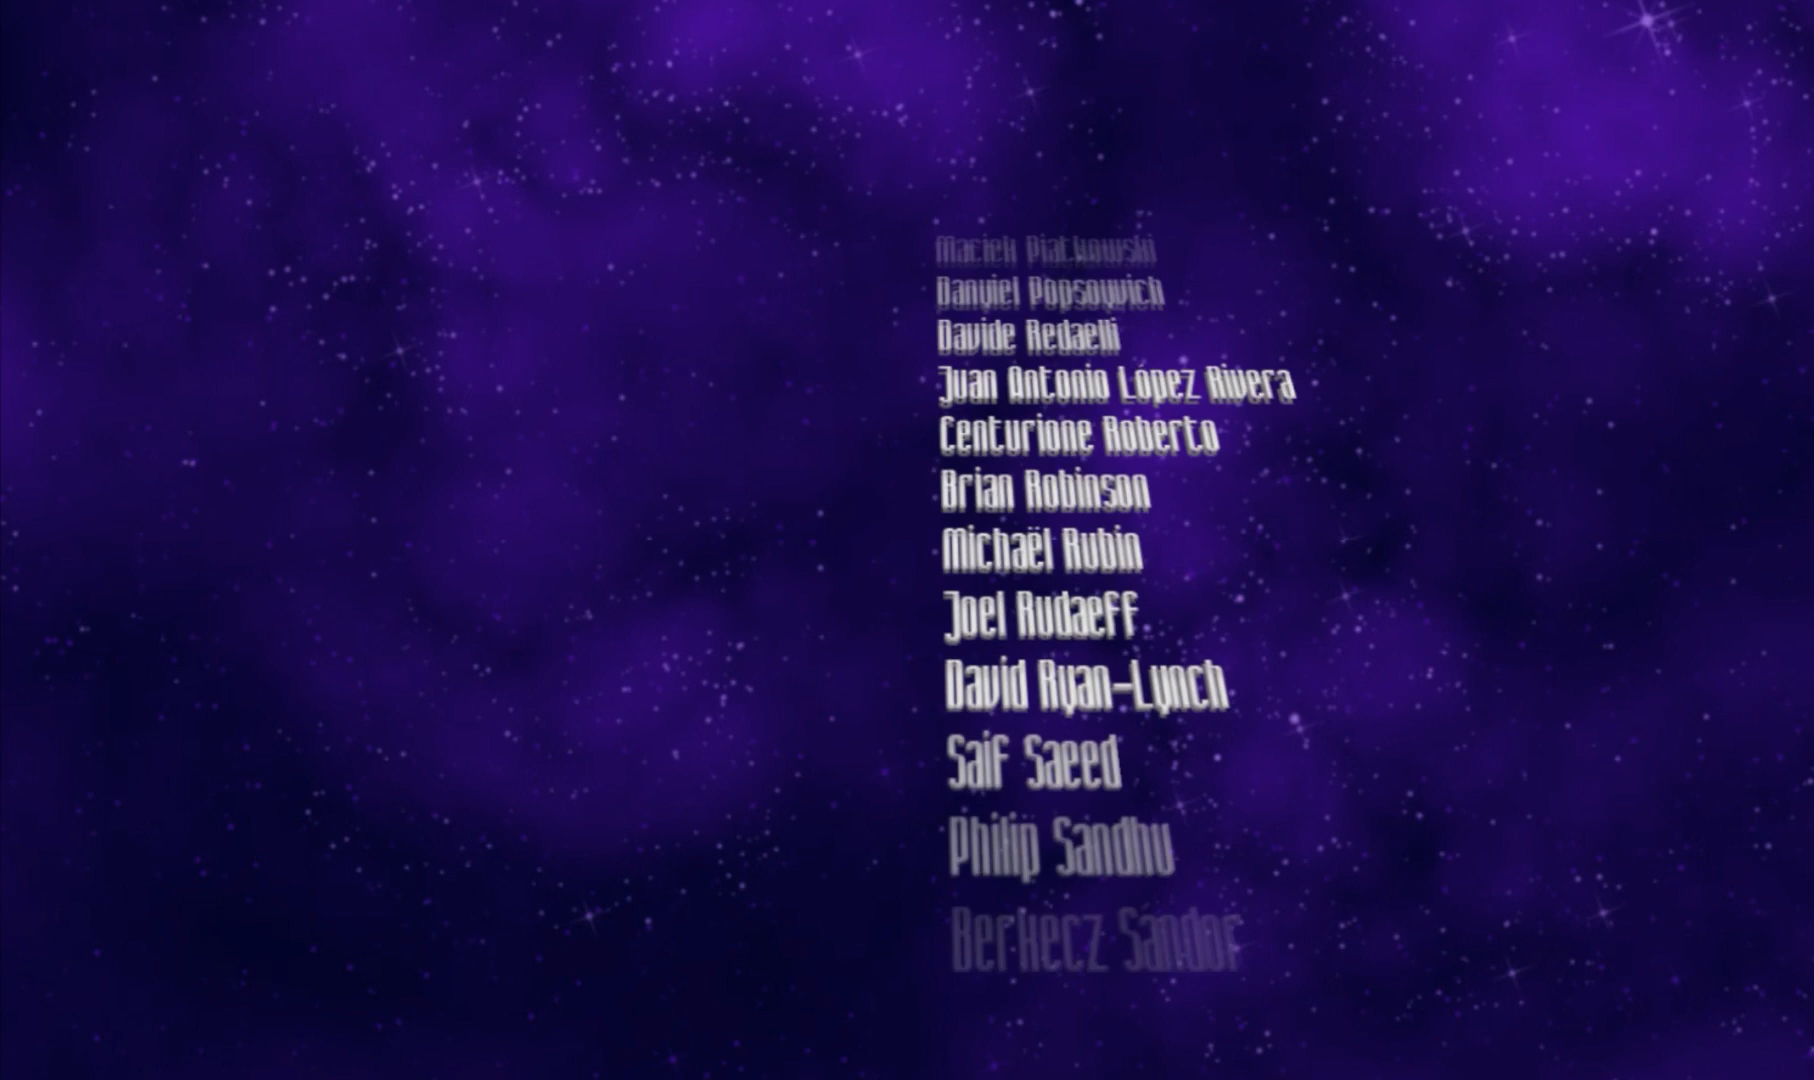 Maciek Piatkowski
Danyiel Popsoywich
Davide Redaelli
Juan Antonio López Rivera
Centurione Roberto
Brian Robinson
Michaël Rubin
Joel Rudaeff
David Ryan-Lynch
Saif Saeed
Philip Sandhu
Berkecz Sandor